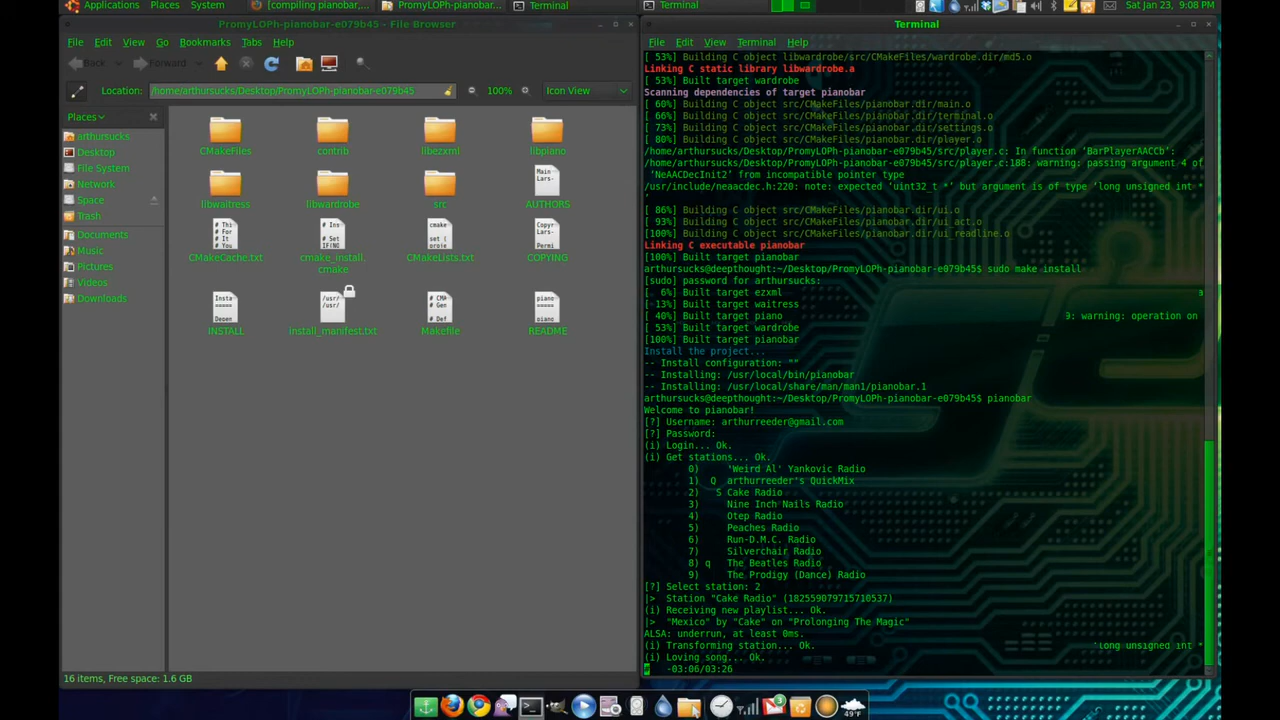 Applications Places System [compiling pianobar,... PromyLOPh-pianobar... Terminal Terminal Sat Jan 23, 9:08 PM
PromyLOPh-pianobar-e079b45 - File Browser
File Edit View Go Bookmarks Tabs Help
Back Forward
Location: /home/arthursucks/Desktop/PromyLOPh-pianobar-e079b45 100% Icon View
Places
arthursucks
Desktop
File System
Network
Space
Trash
Documents
Music
Pictures
Videos
Downloads
CMakeFiles contrib libezxml libpiano
libwaitress libwardrobe src AUTHORS
CMakeCache.txt cmake_install.cmake CMakeLists.txt COPYING
INSTALL install_manifest.txt Makefile README
16 items, Free space: 1.6 GB
Terminal
File Edit View Terminal Help
[ 53%] Building C object libwardrobe/src/CMakeFiles/wardrobe.dir/md5.o
Linking C static library libwardrobe.a
[ 53%] Built target wardrobe
Scanning dependencies of target pianobar
[ 60%] Building C object src/CMakeFiles/pianobar.dir/main.o
[ 66%] Building C object src/CMakeFiles/pianobar.dir/terminal.o
[ 73%] Building C object src/CMakeFiles/pianobar.dir/settings.o
[ 80%] Building C object src/CMakeFiles/pianobar.dir/player.o
/home/arthursucks/Desktop/PromyLOPh-pianobar-e079b45/src/player.c: In function ‘BarPlayerAACCb’:
/home/arthursucks/Desktop/PromyLOPh-pianobar-e079b45/src/player.c:188: warning: passing argument 4 of
‘NeAACDecInit2’ from incompatible pointer type
/usr/include/neaacdec.h:220: note: expected ‘uint32_t *’ but argument is of type ‘long unsigned int *
’
[ 86%] Building C object src/CMakeFiles/pianobar.dir/ui.o
[ 93%] Building C object src/CMakeFiles/pianobar.dir/ui_act.o
[100%] Building C object src/CMakeFiles/pianobar.dir/ui_readline.o
Linking C executable pianobar
[100%] Built target pianobar
arthursucks@deepthought:~/Desktop/PromyLOPh-pianobar-e079b45$ sudo make install
[sudo] password for arthursucks:
[  6%] Built target ezxml a
[ 13%] Built target waitress
[ 40%] Built target piano 9: warning: operation on
[ 53%] Built target wardrobe
[100%] Built target pianobar
Install the project...
-- Install configuration: ""
-- Installing: /usr/local/bin/pianobar
-- Installing: /usr/local/share/man/man1/pianobar.1
arthursucks@deepthought:~/Desktop/PromyLOPh-pianobar-e079b45$ pianobar
Welcome to pianobar!
[?] Username: arthurreeder@gmail.com
[?] Password:
(i) Login... Ok.
(i) Get stations... Ok.
0) 'Weird Al' Yankovic Radio
1) Q arthurreeder's QuickMix
2) S Cake Radio
3) Nine Inch Nails Radio
4) Otep Radio
5) Peaches Radio
6) Run-D.M.C. Radio
7) Silverchair Radio
8) q The Beatles Radio
9) The Prodigy (Dance) Radio
[?] Select station: 2
|> Station "Cake Radio" (182559079715710537)
(i) Receiving new playlist... Ok.
|> "Mexico" by "Cake" on "Prolonging The Magic"
ALSA: underrun, at least 0ms.
(i) Transforming station... Ok. ‘long unsigned int *
(i) Loving song... Ok.
# -03:06/03:26
49°F